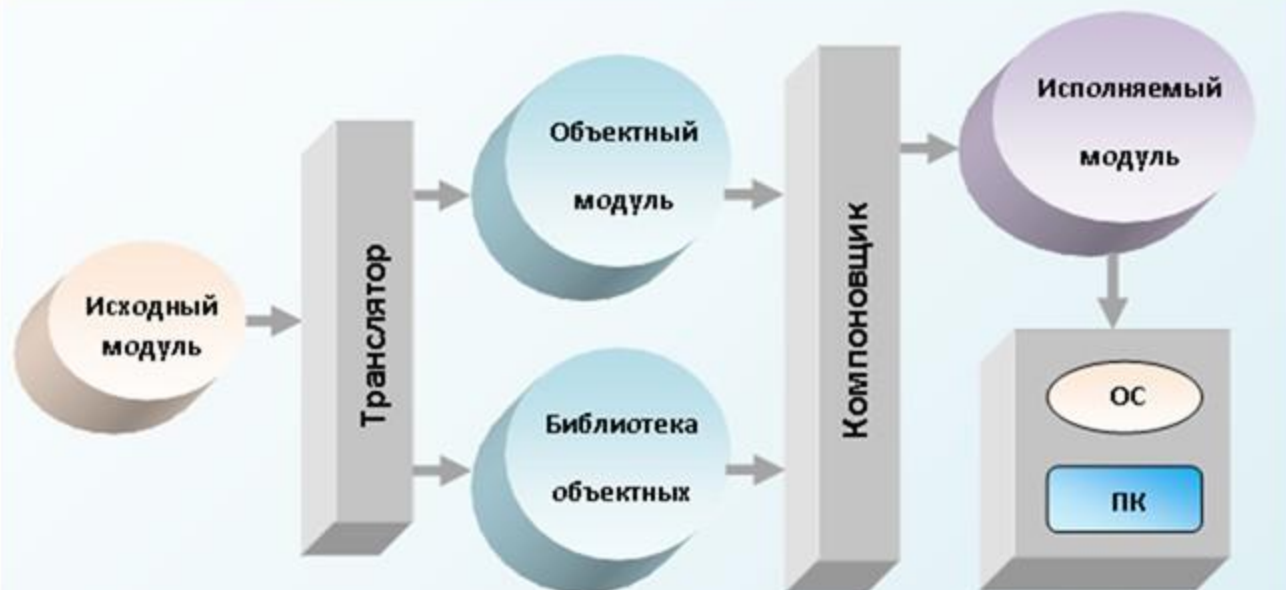 Исходный
модуль
Транслятор
Объектный
модуль
Библиотека
объектных
Компоновщик
Исполняемый
модуль
ОС
ПК